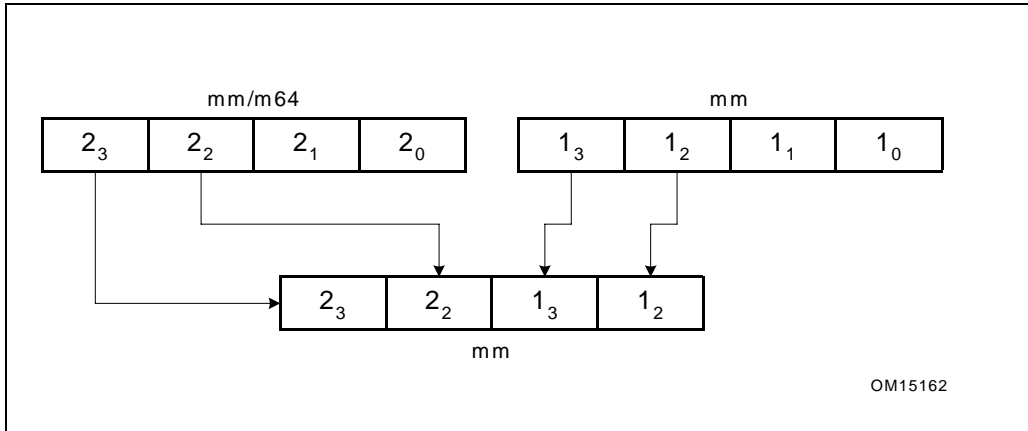 mm/m64 mm
2₃ 2₂ 2₁ 2₀ 1₃ 1₂ 1₁ 1₀
2₃ 2₂ 1₃ 1₂
mm
OM15162